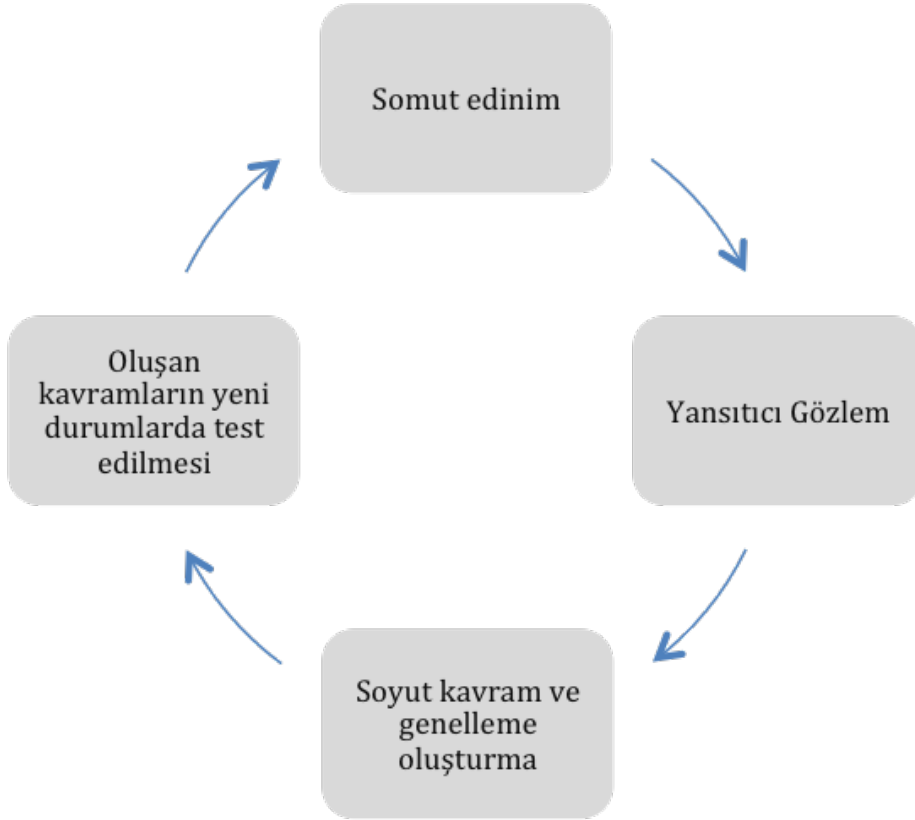 Somut edinim
Yansıtıcı Gözlem
Soyut kavram ve
genelleme
oluşturma
Oluşan
kavramların yeni
durumlarda test
edilmesi